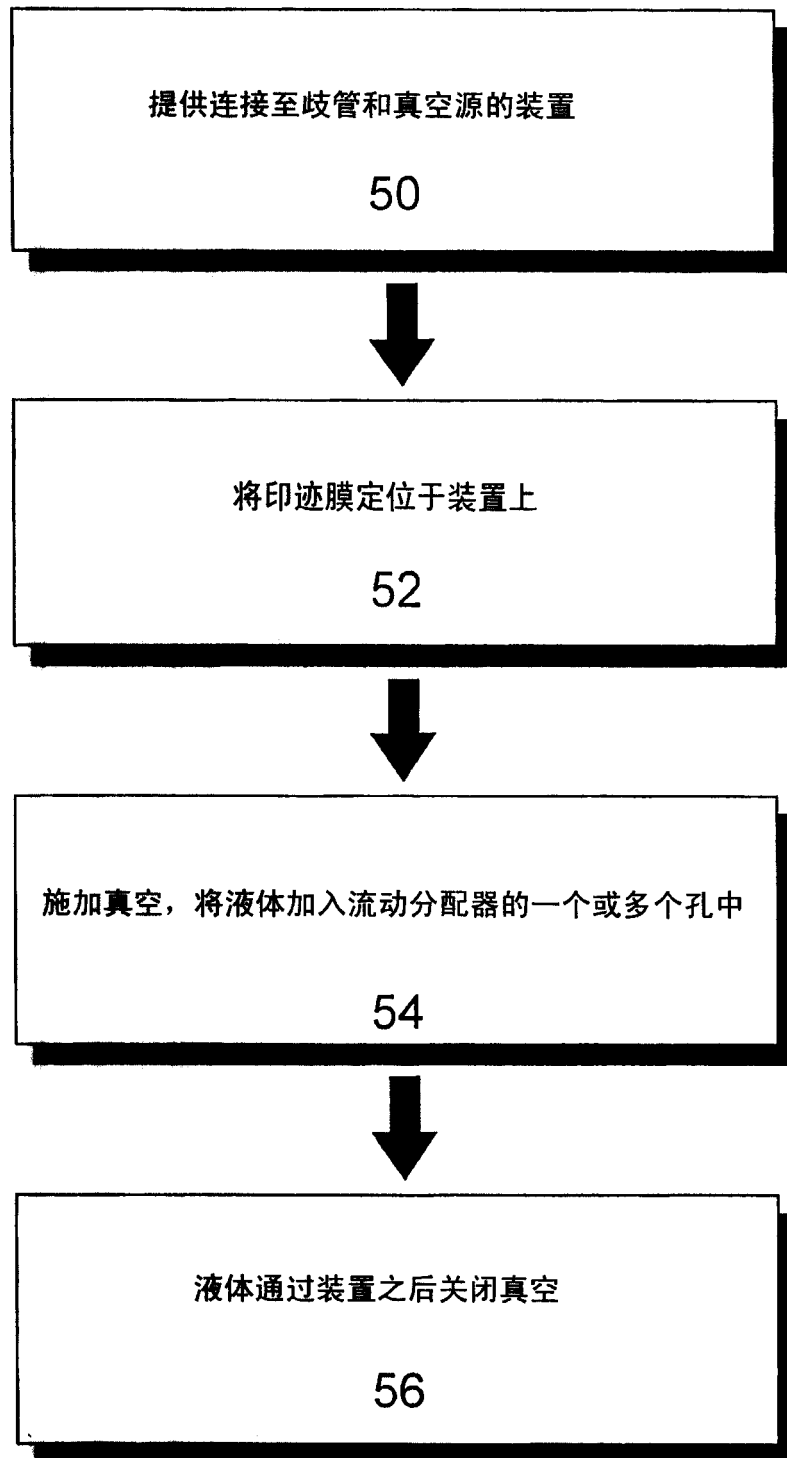 提供连接至歧管和真空源的装置
50
将印迹膜定位于装置上
52
施加真空，将液体加入流动分配器的一个或多个孔中
54
液体通过装置之后关闭真空
56